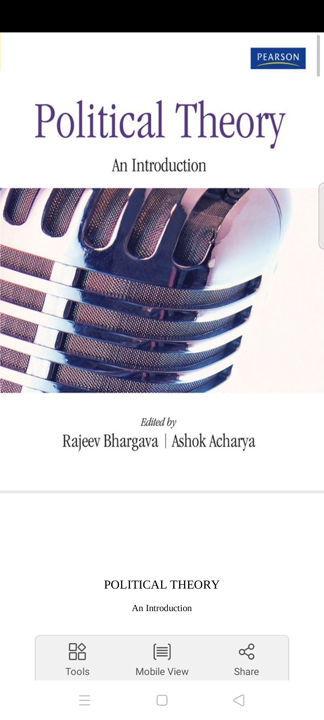 PEARSON
Political Theory
An Introduction
Edited by
Rajeev Bhargava | Ashok Acharya
POLITICAL THEORY
An Introduction
Tools Mobile View Share